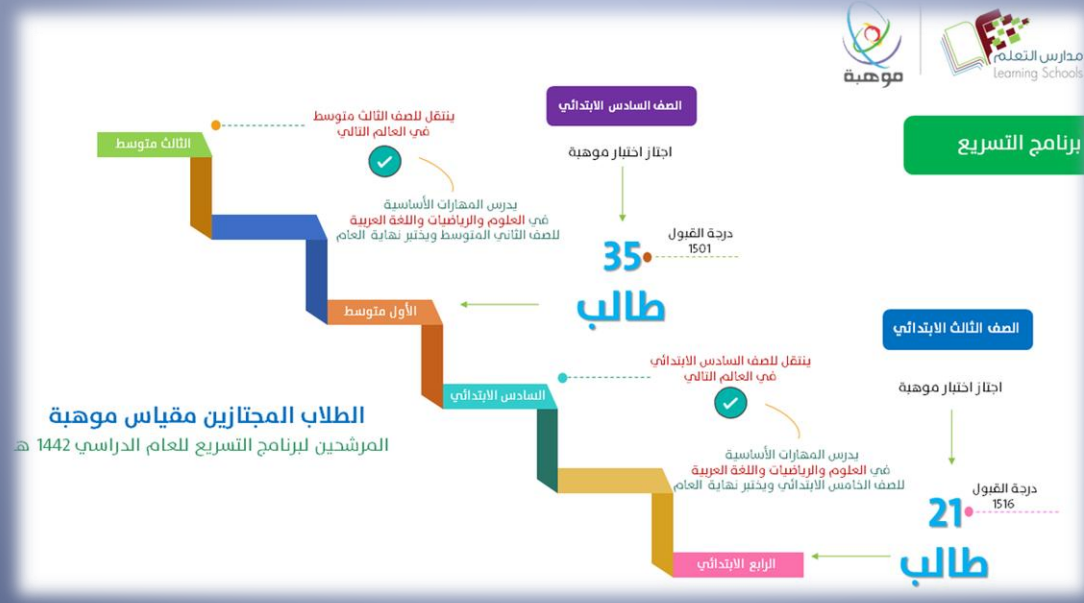 موهبة
مدارس التعلم
Learning Schools
برنامج التسريع
الصف السادس الابتدائي
اجتاز اختبار موهبة
درجة القبول
1501
35
طالب
ينتقل للصف الثالث متوسط
في العالم التالي
يدرس المهارات الأساسية
في العلوم والرياضيات واللغة العربية
للصف الثاني المتوسط ويختبر نهاية العام
الثالث متوسط
الأول متوسط
الصف الثالث الابتدائي
اجتاز اختبار موهبة
درجة القبول
1516
21
طالب
ينتقل للصف السادس الابتدائي
في العالم التالي
يدرس المهارات الأساسية
في العلوم والرياضيات واللغة العربية
للصف الخامس الابتدائي ويختبر نهاية العام
السادس الابتدائي
الرابع الابتدائي
الطلاب المجتازين مقياس موهبة
المرشحين لبرنامج التسريع للعام الدراسي 1442 هـ